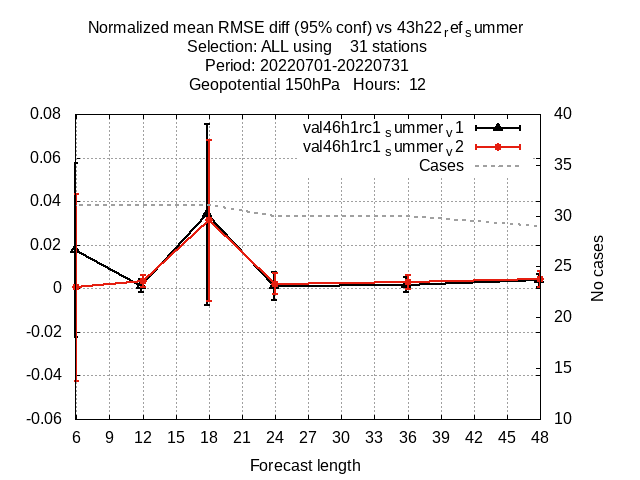 Normalized mean RMSE diff (95% conf) vs 43h22refsummer
Selection: ALL using 31 stations
Period: 20220701-20220731
Geopotential 150hPa Hours: 12
val46h1rc1summerv1
val46h1rc1summerv2
Cases
0.08
0.06
0.04
0.02
0
-0.02
-0.04
-0.06
40
35
30
25
20
15
10
No cases
6 9 12 15 18 21 24 27 30 33 36 39 42 45 48
Forecast length